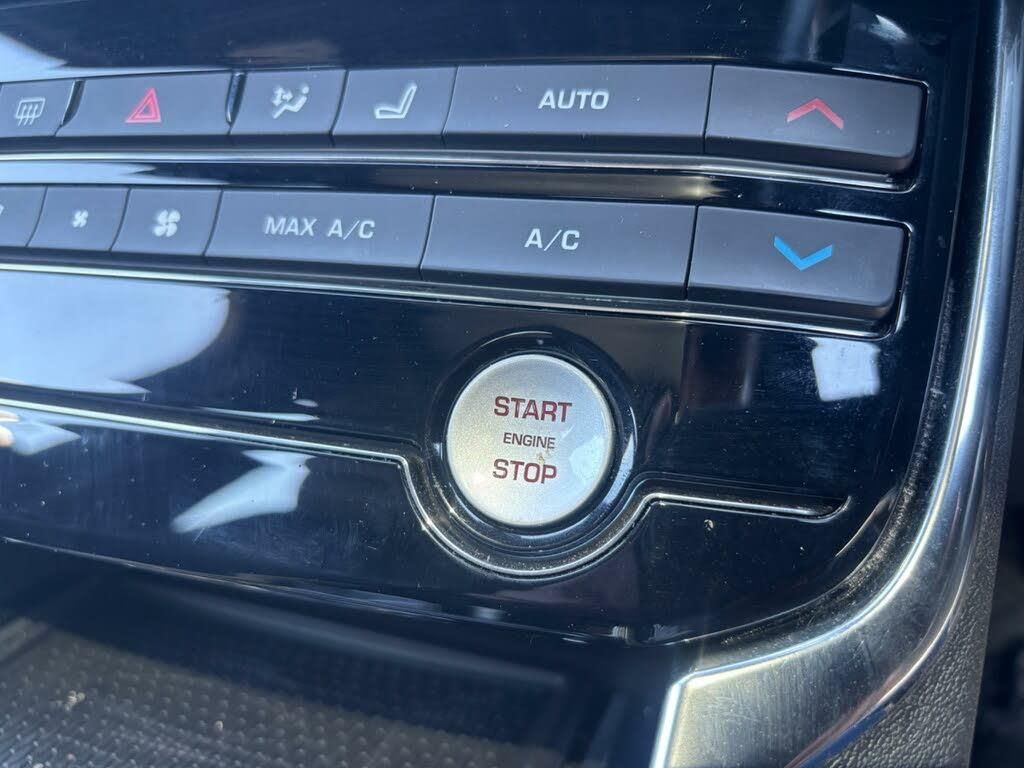 AUTO
MAX A/C
A/C
START
ENGINE
STOP